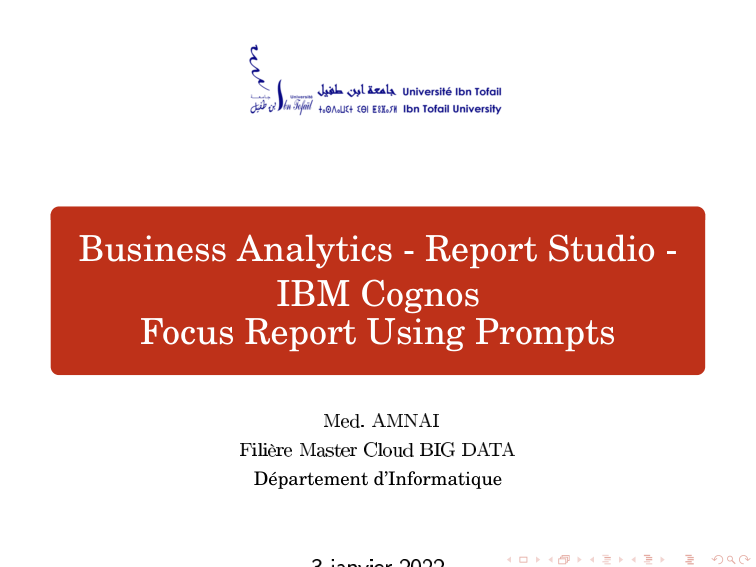 جامعة ابن طفيل Université Ibn Tofail
ⵜⴰⵙⴷⴰⵡⵉⵜ ⵉⴱⵏ ⵟⵓⴼⴰⵢⵍ Ibn Tofail University
Business Analytics - Report Studio -
IBM Cognos
Focus Report Using Prompts
Med. AMNAI
Filière Master Cloud BIG DATA
Département d'Informatique
3 janvier 2022